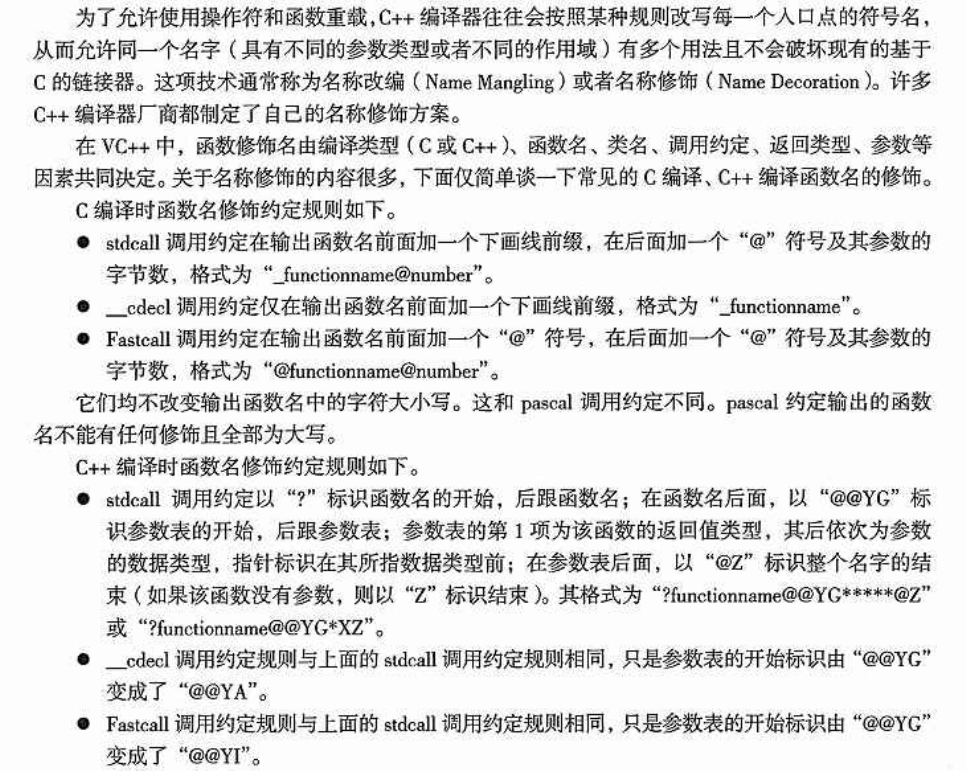 为了允许使用操作符和函数重载,C++ 编译器往往会按照某种规则改写每一个入口点的符号名,
从而允许同一个名字（具有不同的参数类型或者不同的作用域）有多个用法且不会破坏现有的基于
C 的链接器。这项技术通常称为名称改编（Name Mangling）或者名称修饰（Name Decoration）。许多
C++ 编译器厂商都制定了自己的名称修饰方案。
在 VC++ 中，函数修饰名由编译类型（C 或 C++）、函数名、类名、调用约定、返回类型、参数等
因素共同决定。关于名称修饰的内容很多，下面仅简单谈一下常见的 C 编译、C++ 编译函数名的修饰。
C 编译时函数名修饰约定规则如下。
● stdcall 调用约定在输出函数名前面加一个下画线前缀，在后面加一个“@”符号及其参数的
字节数，格式为“_functionname@number”。
● __cdecl 调用约定仅在输出函数名前面加一个下画线前缀，格式为“_functionname”。
● Fastcall 调用约定在输出函数名前面加一个“@”符号，在后面加一个“@”符号及其参数的
字节数，格式为“@functionname@number”。
它们均不改变输出函数名中的字符大小写。这和 pascal 调用约定不同。pascal 约定输出的函数
名不能有任何修饰且全部为大写。
C++ 编译时函数名修饰约定规则如下。
● stdcall 调用约定以“?”标识函数名的开始，后跟函数名；在函数名后面，以“@@YG”标
识参数表的开始，后跟参数表；参数表的第 1 项为该函数的返回值类型，其后依次为参数
的数据类型，指针标识在其所指数据类型前；在参数表后面，以“@Z”标识整个名字的结
束（如果该函数没有参数，则以“Z”标识结束）。其格式为“?functionname@@YG*****@Z”
或“?functionname@@YG*XZ”。
● __cdecl 调用约定规则与上面的 stdcall 调用约定规则相同，只是参数表的开始标识由“@@YG”
变成了“@@YA”。
● Fastcall 调用约定规则与上面的 stdcall 调用约定规则相同，只是参数表的开始标识由“@@YG”
变成了“@@YI”。